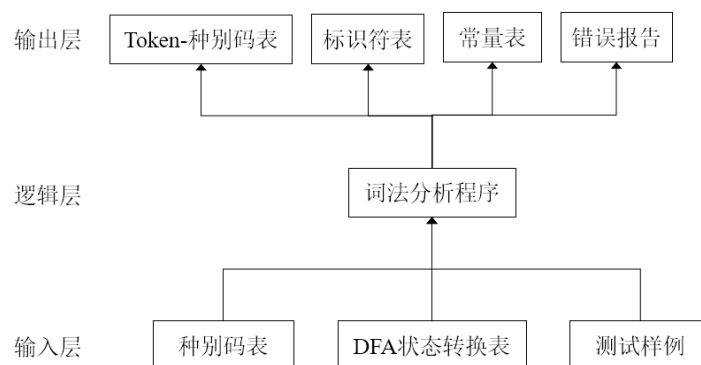 输出层 Token-种别码表 标识符表 常量表 错误报告
逻辑层 词法分析程序
输入层 种别码表 DFA状态转换表 测试样例